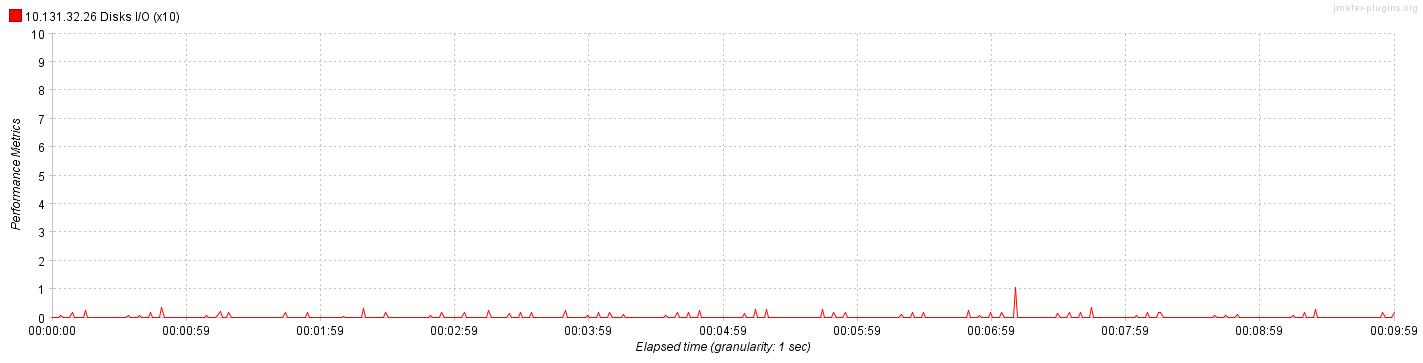 jmeter-plugins.org
10.131.32.26 Disks I/O (x10)
10
9
8
7
6
5
4
3
2
1
0
Performance Metrics
00:00:00 00:00:59 00:01:59 00:02:59 00:03:59 00:04:59 00:05:59 00:06:59 00:07:59 00:08:59 00:09:59
Elapsed time (granularity: 1 sec)